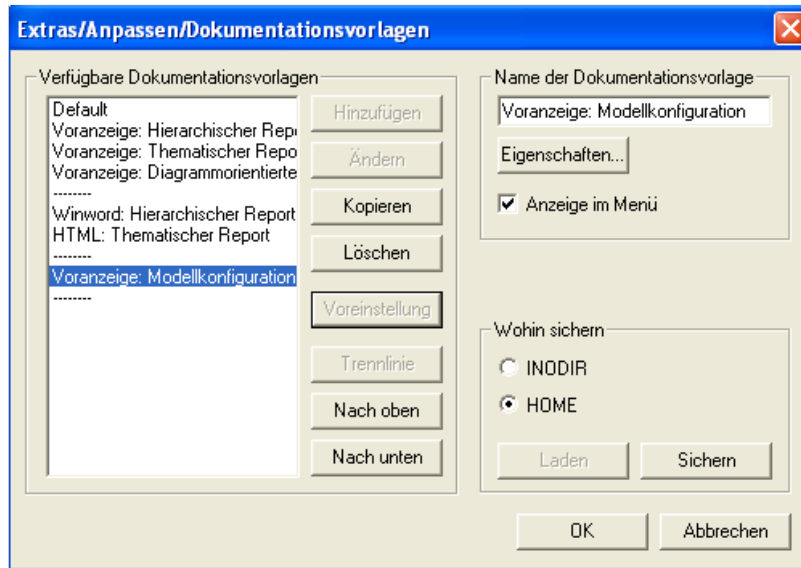 Extras/Anpassen/Dokumentationsvorlagen
Verfügbare Dokumentationsvorlagen
Default
Voranzeige: Hierarchischer Repo
Voranzeige: Thematischer Repo
Voranzeige: Diagrammorientierte
--------
Winword: Hierarchischer Report
HTML: Thematischer Report
--------
Voranzeige: Modellkonfiguration
--------
Hinzufügen
Ändern
Kopieren
Löschen
Voreinstellung
Trennlinie
Nach oben
Nach unten
Name der Dokumentationsvorlage
Voranzeige: Modellkonfiguration
Eigenschaften...
Anzeige im Menü
Wohin sichern
INODIR
HOME
Laden
Sichern
OK
Abbrechen